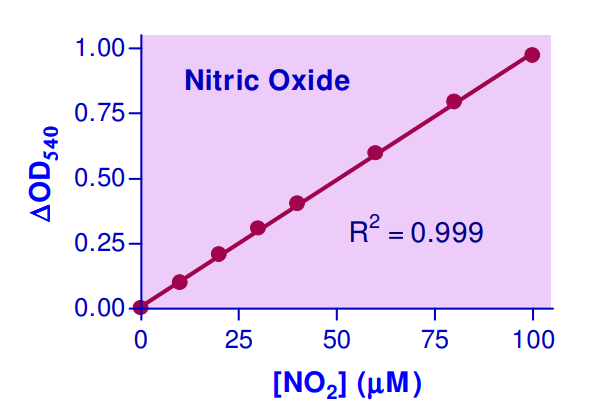 1.00
0.75
0.50
0.25
0.00
ΔOD540
Nitric Oxide
R2 = 0.999
0 25 50 75 100
[NO2] (μM)